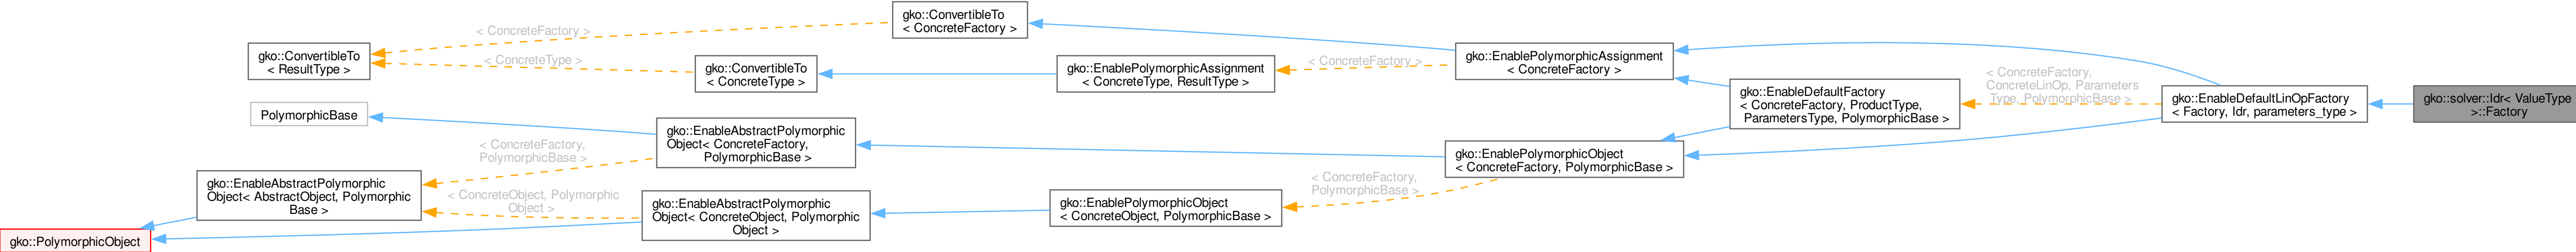 gko::ConvertibleTo
< ConcreteFactory >
< ConcreteFactory >
gko::ConvertibleTo
< ResultType >
< ConcreteType >
gko::ConvertibleTo
< ConcreteType >
gko::EnablePolymorphicAssignment
< ConcreteType, ResultType >
< ConcreteFactory >
gko::EnablePolymorphicAssignment
< ConcreteFactory >
gko::EnableDefaultFactory
< ConcreteFactory, ProductType,
ParametersType, PolymorphicBase >
< ConcreteFactory,
ConcreteLinOp, Parameters
Type, PolymorphicBase >
gko::EnableDefaultLinOpFactory
< Factory, Idr, parameters_type >
gko::solver::Idr< ValueType
>::Factory
PolymorphicBase
gko::EnableAbstractPolymorphic
Object< ConcreteFactory,
PolymorphicBase >
< ConcreteFactory,
PolymorphicBase >
gko::EnablePolymorphicObject
< ConcreteFactory, PolymorphicBase >
gko::EnableAbstractPolymorphic
Object< AbstractObject, Polymorphic
Base >
< ConcreteObject, Polymorphic
Object >
gko::EnableAbstractPolymorphic
Object< ConcreteObject, Polymorphic
Object >
gko::EnablePolymorphicObject
< ConcreteObject, PolymorphicBase >
< ConcreteFactory,
PolymorphicBase >
gko::PolymorphicObject